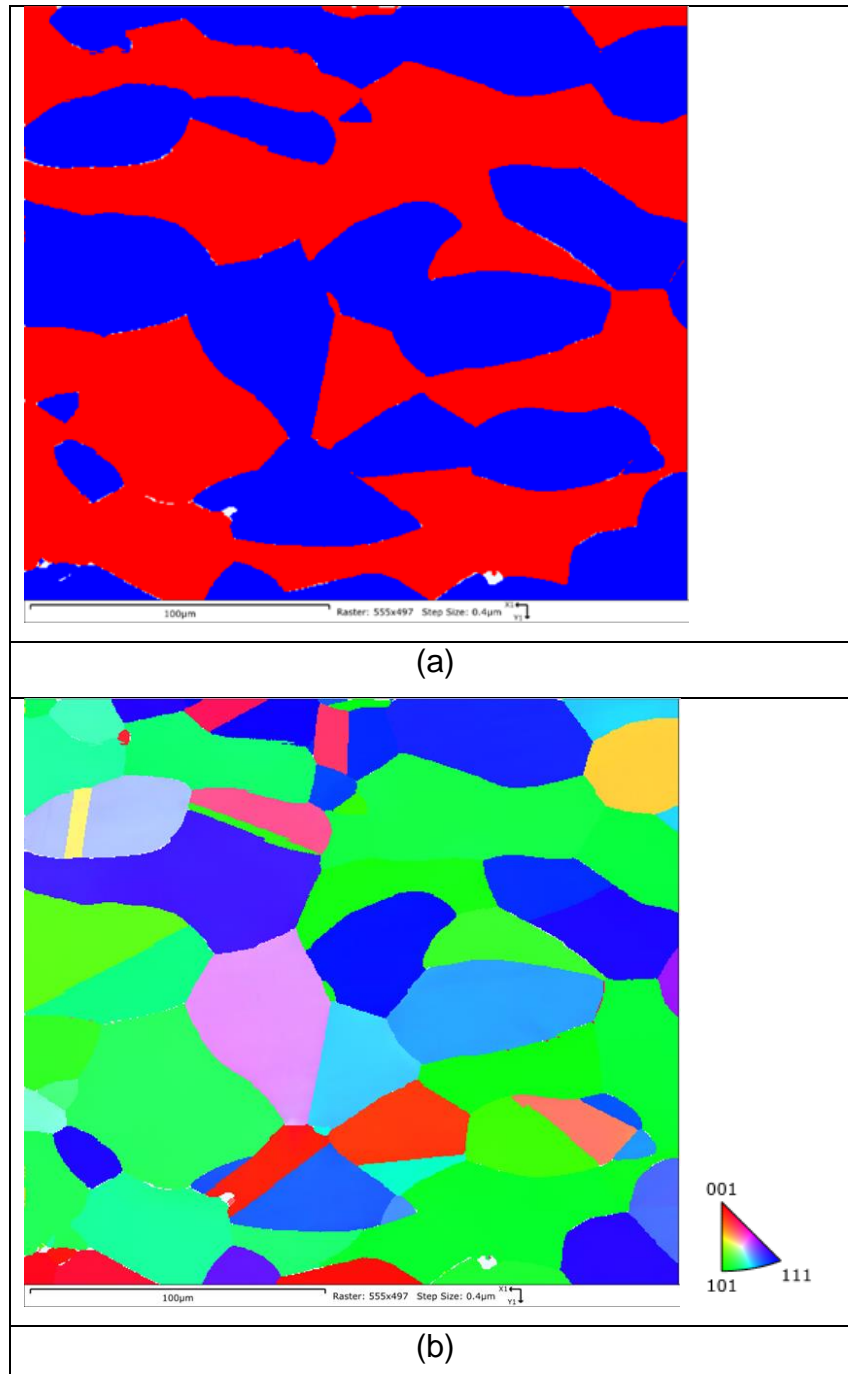 100μm Raster: 555x497 Step Size: 0.4μm X1 Y1
(a)
001
101 111
100μm Raster: 555x497 Step Size: 0.4μm X1 Y1
(b)